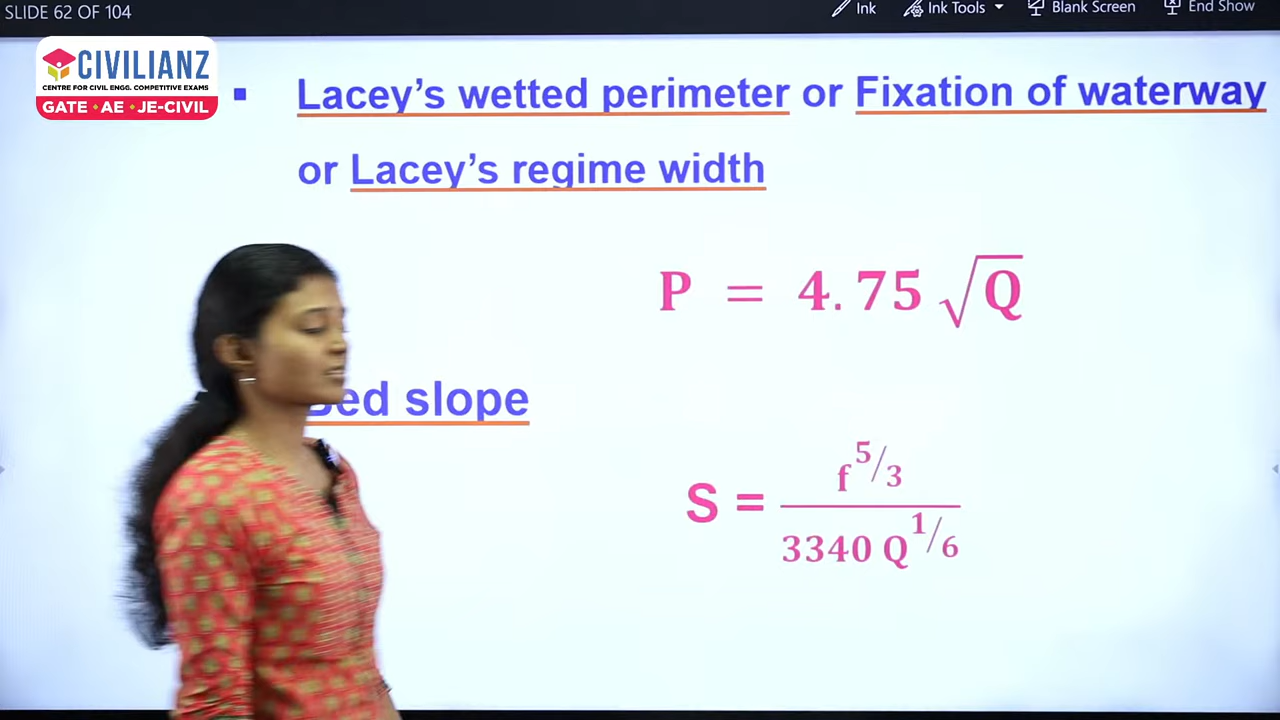 SLIDE 62 OF 104
Ink
Ink Tools
Blank Screen
End Show
CIVILIANZ
CENTRE FOR CIVIL ENGG. COMPETITIVE EXAMS
GATE ✦ AE ✦ JE-CIVIL
▪ Lacey’s wetted perimeter or Fixation of waterway
or Lacey’s regime width
P = 4.75 √Q
Bed slope
S = f^5/3 / 3340 Q^1/6